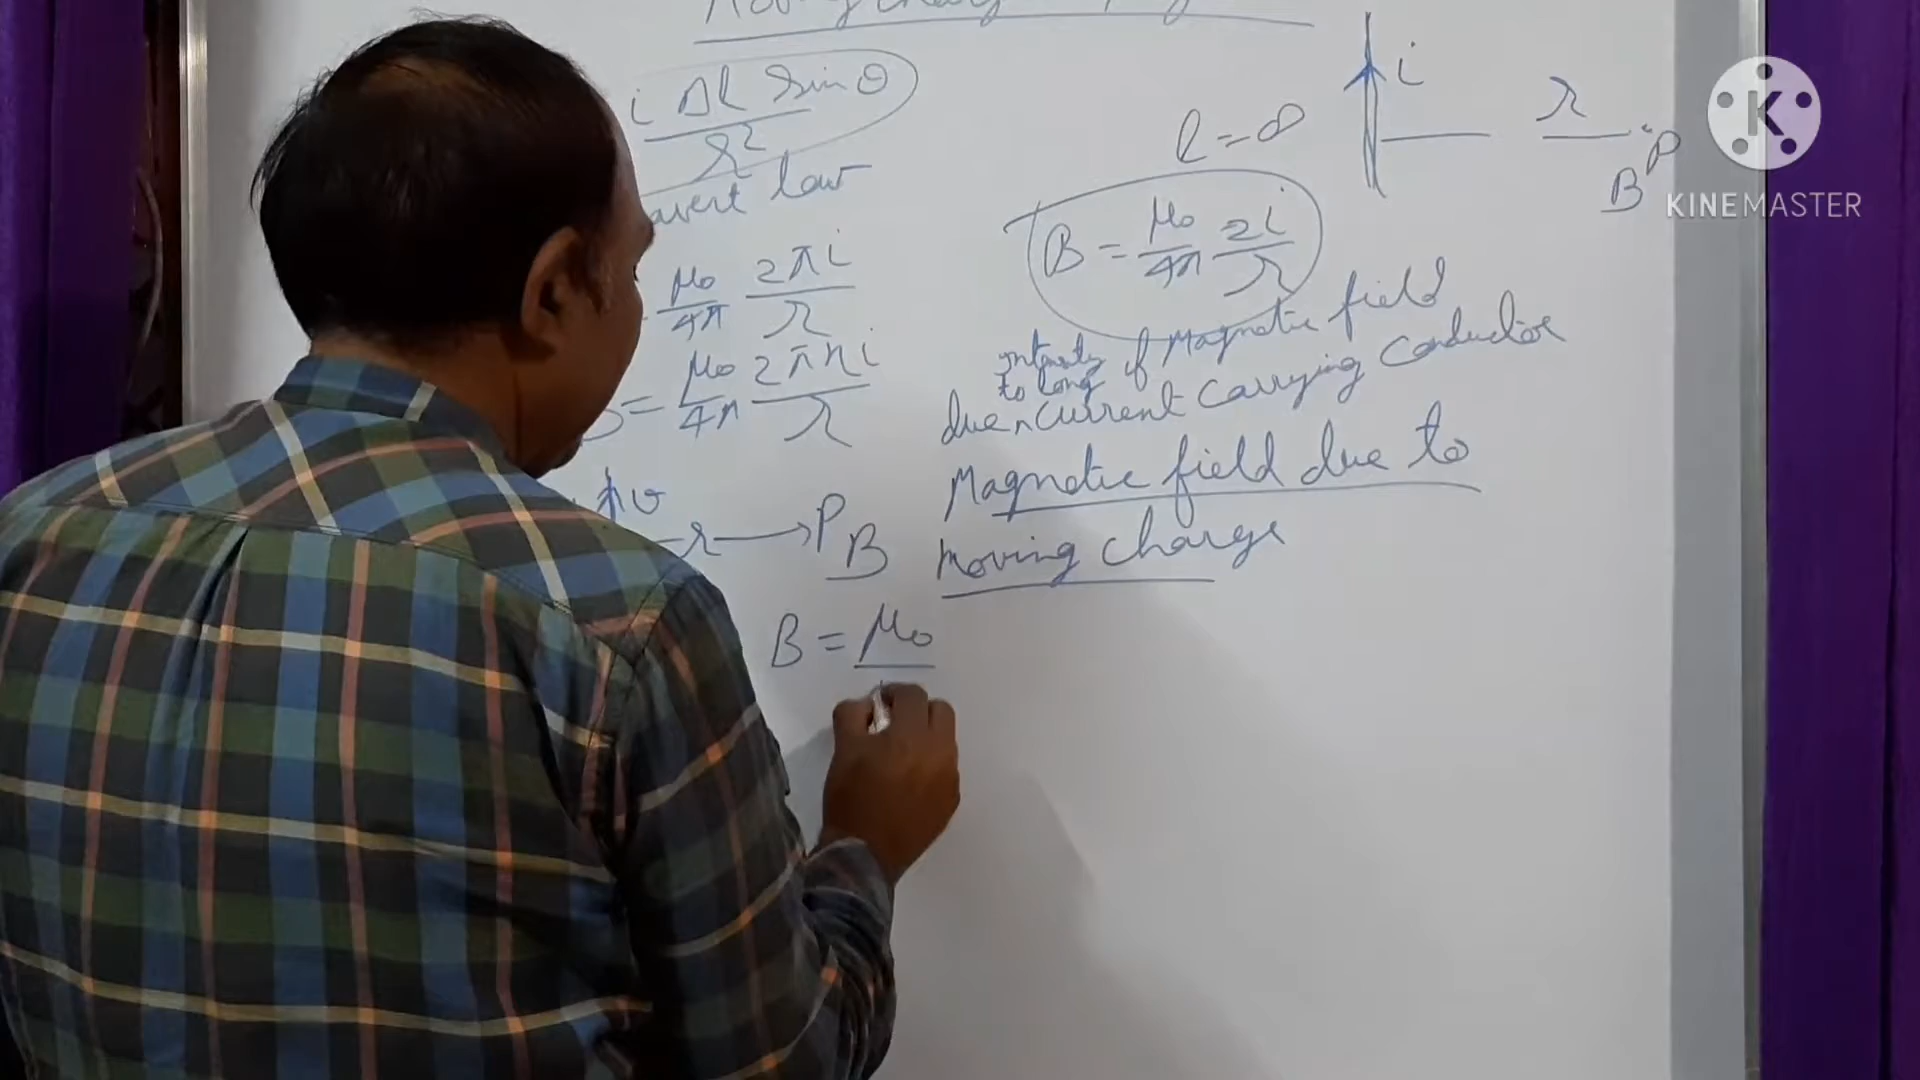 i Δl sinθ
r²
law
μ₀ 2πi
4π r
= μ₀ 2πni
4π r
v
r → P
B
B = μ₀
i
r
l = ∞
P
B
B = μ₀ 2i
4π r
intensity of Magnetic field
to long
due ^ current carrying conductor
Magnetic field due to
moving charge
K
KINEMASTER